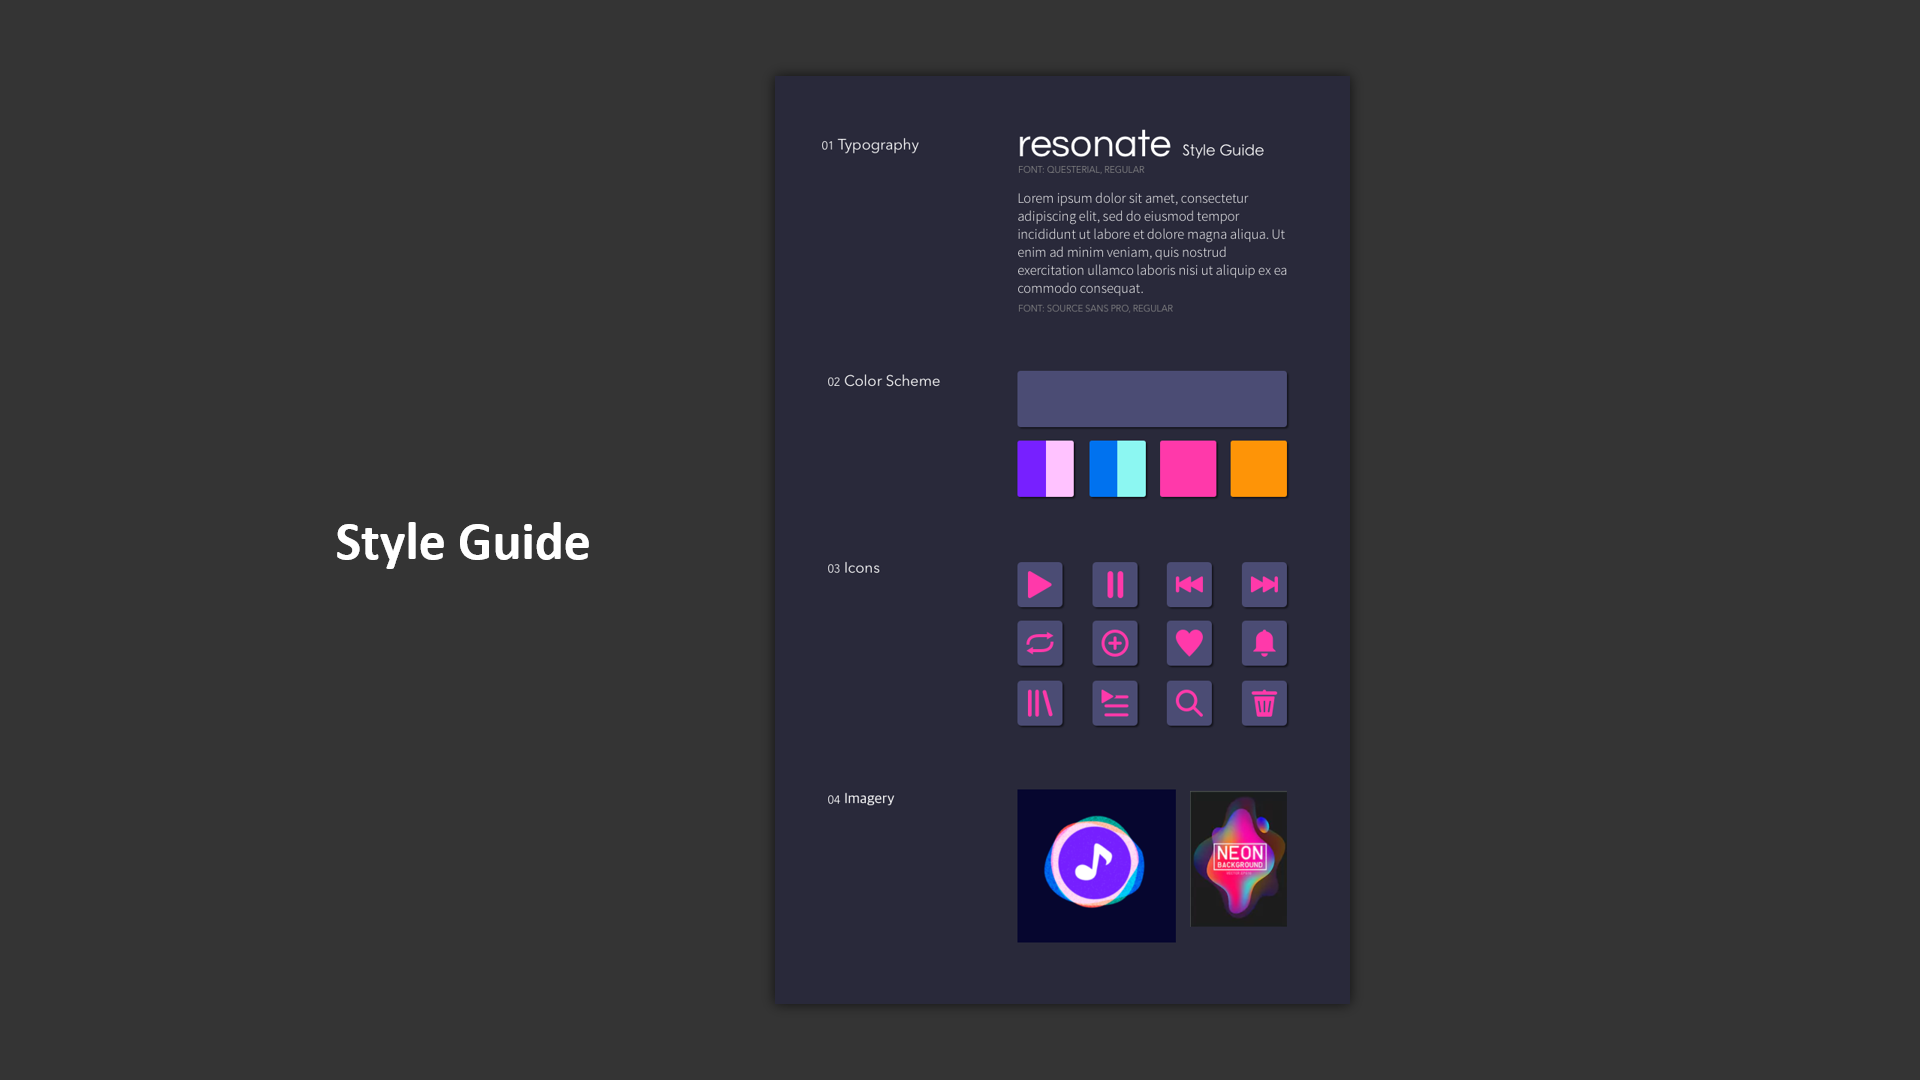 Style Guide
01 Typography
resonate Style Guide
FONT: QUESTERIAL, REGULAR
Lorem ipsum dolor sit amet, consectetur
adipiscing elit, sed do eiusmod tempor
incididunt ut labore et dolore magna aliqua. Ut
enim ad minim veniam, quis nostrud
exercitation ullamco laboris nisi ut aliquip ex ea
commodo consequat.
FONT: SOURCE SANS PRO, REGULAR
02 Color Scheme
03 Icons
04 Imagery
NEON
BACKGROUND